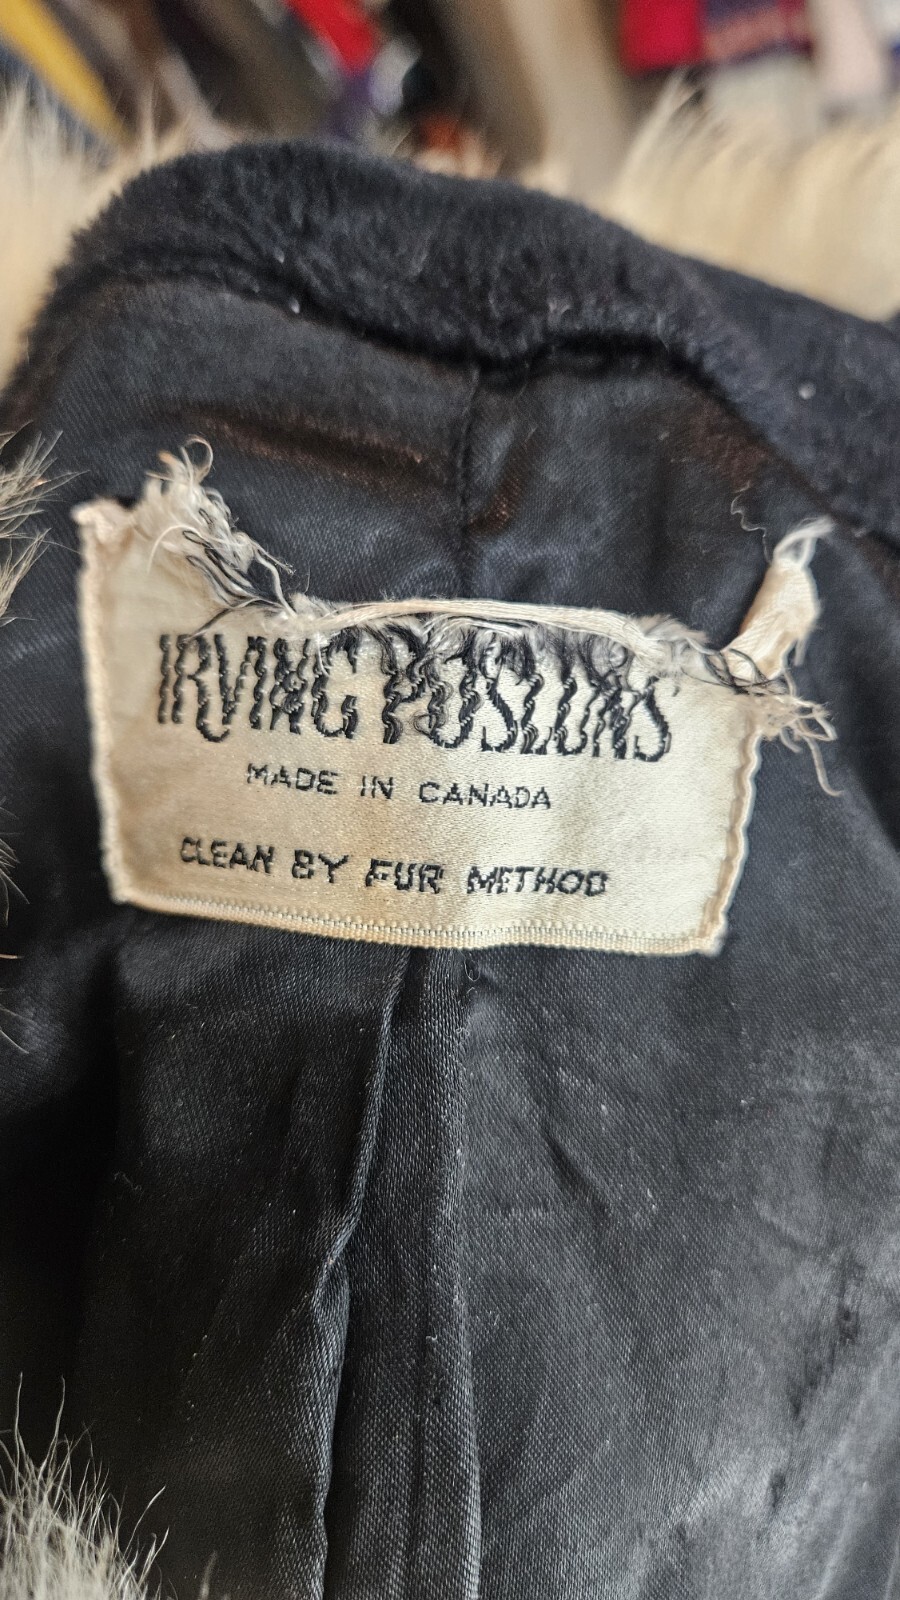 IRVING POSLUNS
MADE IN CANADA
CLEAN BY FUR METHOD